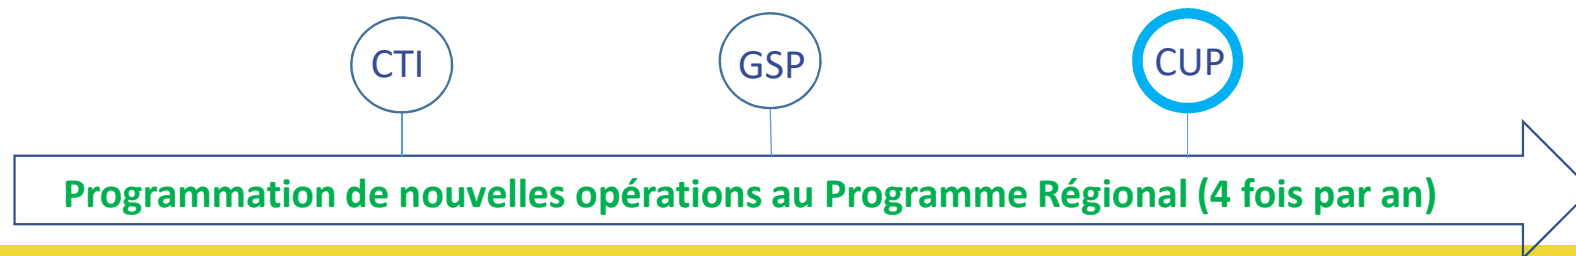 CTI
GSP
CUP
Programmation de nouvelles opérations au Programme Régional (4 fois par an)